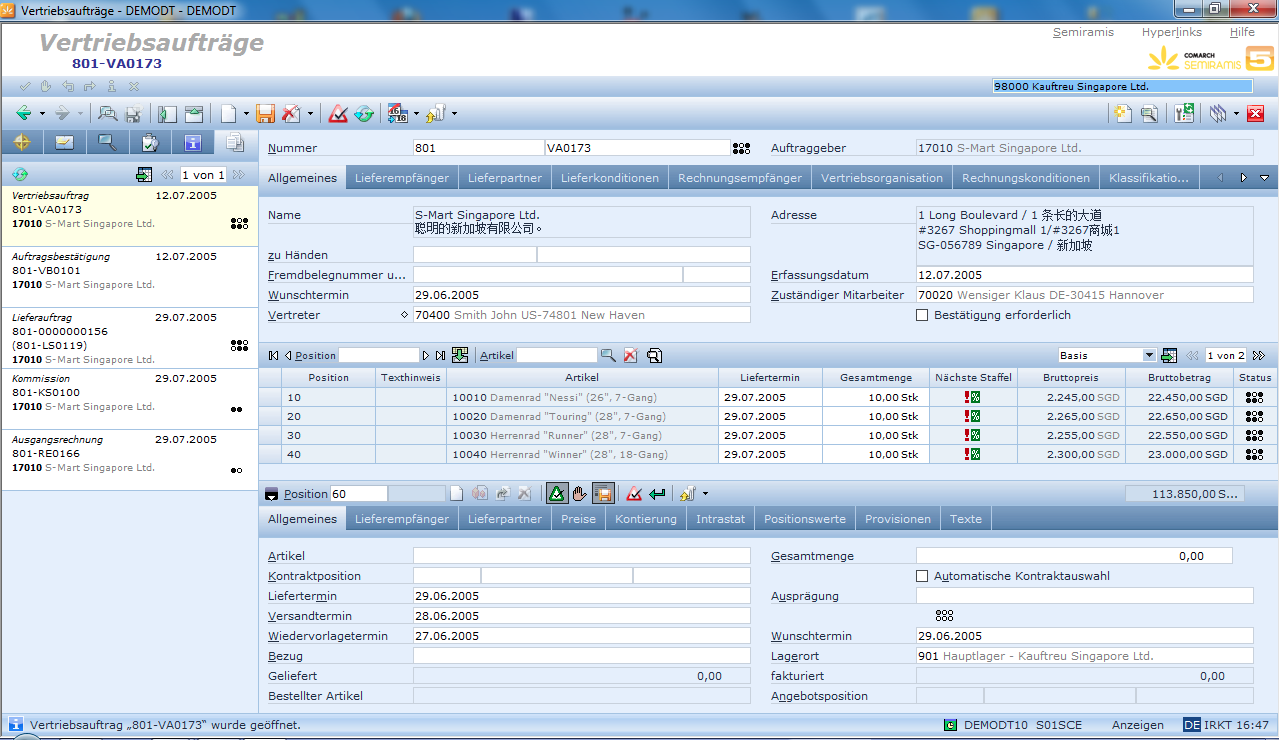 Vertriebsaufträge - DEMODT - DEMODT
Vertriebsaufträge
801-VA0173
Semiramis Hyperlinks Hilfe
COMARCH
SEMIRAMIS 5
98000 Kauftreu Singapore Ltd.
1 von 1
Vertriebsauftrag 12.07.2005
801-VA0173
17010 S-Mart Singapore Ltd.
Auftragsbestätigung 12.07.2005
801-VB0101
17010 S-Mart Singapore Ltd.
Lieferauftrag 29.07.2005
801-0000000156
(801-LS0119)
17010 S-Mart Singapore Ltd.
Kommission 29.07.2005
801-KS0100
17010 S-Mart Singapore Ltd.
Ausgangsrechnung 29.07.2005
801-RE0166
17010 S-Mart Singapore Ltd.
Nummer 801 VA0173 Auftraggeber 17010 S-Mart Singapore Ltd.
Allgemeines Lieferempfänger Lieferpartner Lieferkonditionen Rechnungsempfänger Vertriebsorganisation Rechnungskonditionen Klassifikatio...
Name S-Mart Singapore Ltd.
聪明的新加坡有限公司。
Adresse 1 Long Boulevard / 1 条长的大道
#3267 Shoppingmall 1/#3267商城1
SG-056789 Singapore / 新加坡
zu Händen
Fremdbelegnummer u... Erfassungsdatum 12.07.2005
Wunschtermin 29.06.2005 Zuständiger Mitarbeiter 70020 Wensiger Klaus DE-30415 Hannover
Vertreter 70400 Smith John US-74801 New Haven Bestätigung erforderlich
Position Artikel Basis 1 von 2
Position Texthinweis Artikel Liefertermin Gesamtmenge Nächste Staffel Bruttopreis Bruttobetrag Status
10 10010 Damenrad "Nessi" (26", 7-Gang) 29.07.2005 10,00 Stk !% 2.245,00 SGD 22.450,00 SGD
20 10020 Damenrad "Touring" (28", 7-Gang) 29.07.2005 10,00 Stk !% 2.265,00 SGD 22.650,00 SGD
30 10030 Herrenrad "Runner" (28", 7-Gang) 29.07.2005 10,00 Stk !% 2.255,00 SGD 22.550,00 SGD
40 10040 Herrenrad "Winner" (28", 18-Gang) 29.07.2005 10,00 Stk !% 2.300,00 SGD 23.000,00 SGD
Position 60 113.850,00 S...
Allgemeines Lieferempfänger Lieferpartner Preise Kontierung Intrastat Positionswerte Provisionen Texte
Artikel Gesamtmenge 0,00
Kontraktposition Automatische Kontraktauswahl
Liefertermin 29.06.2005 Ausprägung
Versandtermin 28.06.2005
Wiedervorlagetermin 27.06.2005 Wunschtermin 29.06.2005
Bezug Lagerort 901 Hauptlager - Kauftreu Singapore Ltd.
Geliefert 0,00 fakturiert 0,00
Bestellter Artikel Angebotsposition
Vertriebsauftrag „801-VA0173“ wurde geöffnet. DEMODT10 S01SCE Anzeigen DE IRKT 16:47